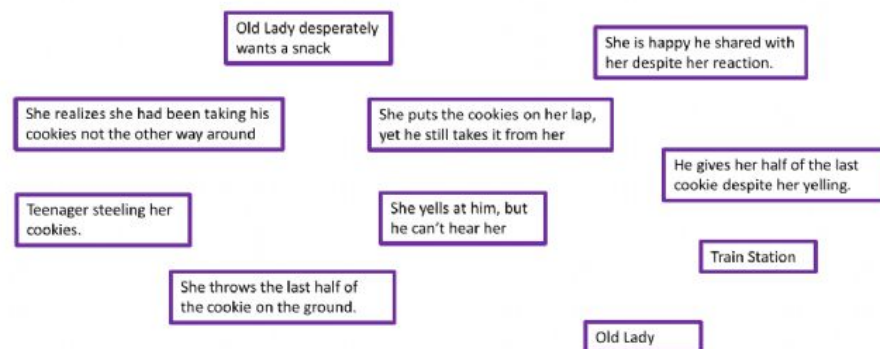 Old Lady desperately
wants a snack
She is happy he shared with
her despite her reaction.
She realizes she had been taking his
cookies not the other way around
She puts the cookies on her lap,
yet he still takes it from her
He gives her half of the last
cookie despite her yelling.
Teenager steeling her
cookies.
She yells at him, but
he can't hear her
Train Station
She throws the last half of
the cookie on the ground.
Old Lady